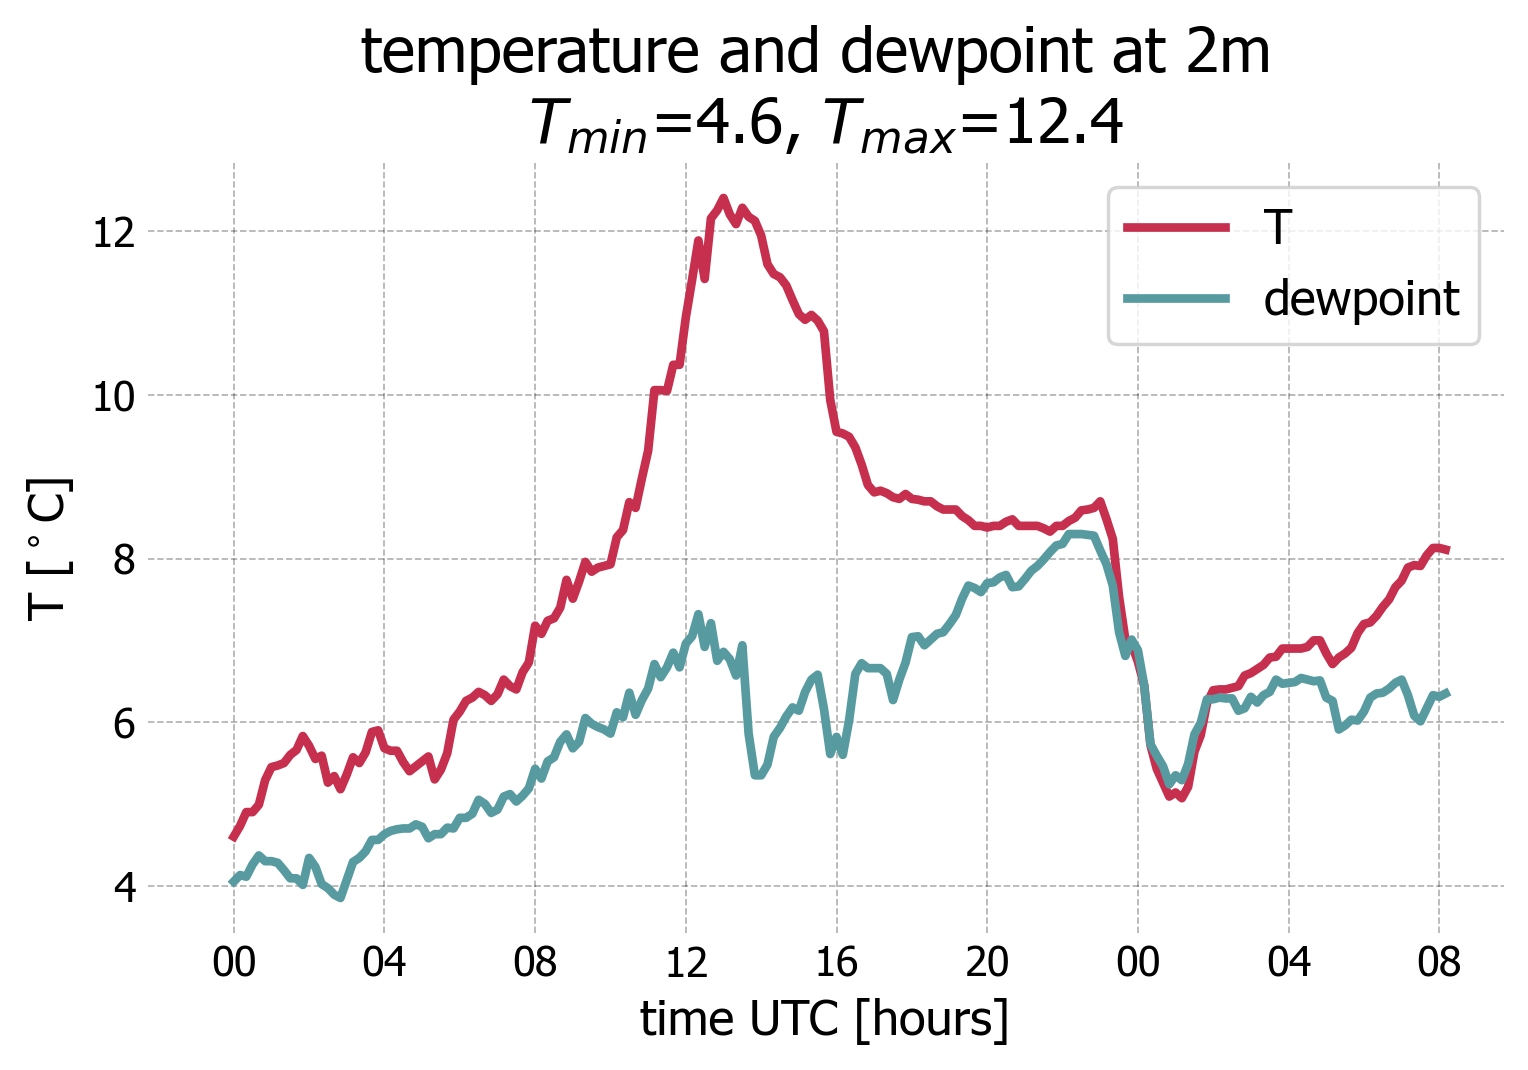 temperature and dewpoint at 2m
T_min=4.6, T_max=12.4
T
dewpoint
12
10
8
6
4
T [°C]
00 04 08 12 16 20 00 04 08
time UTC [hours]